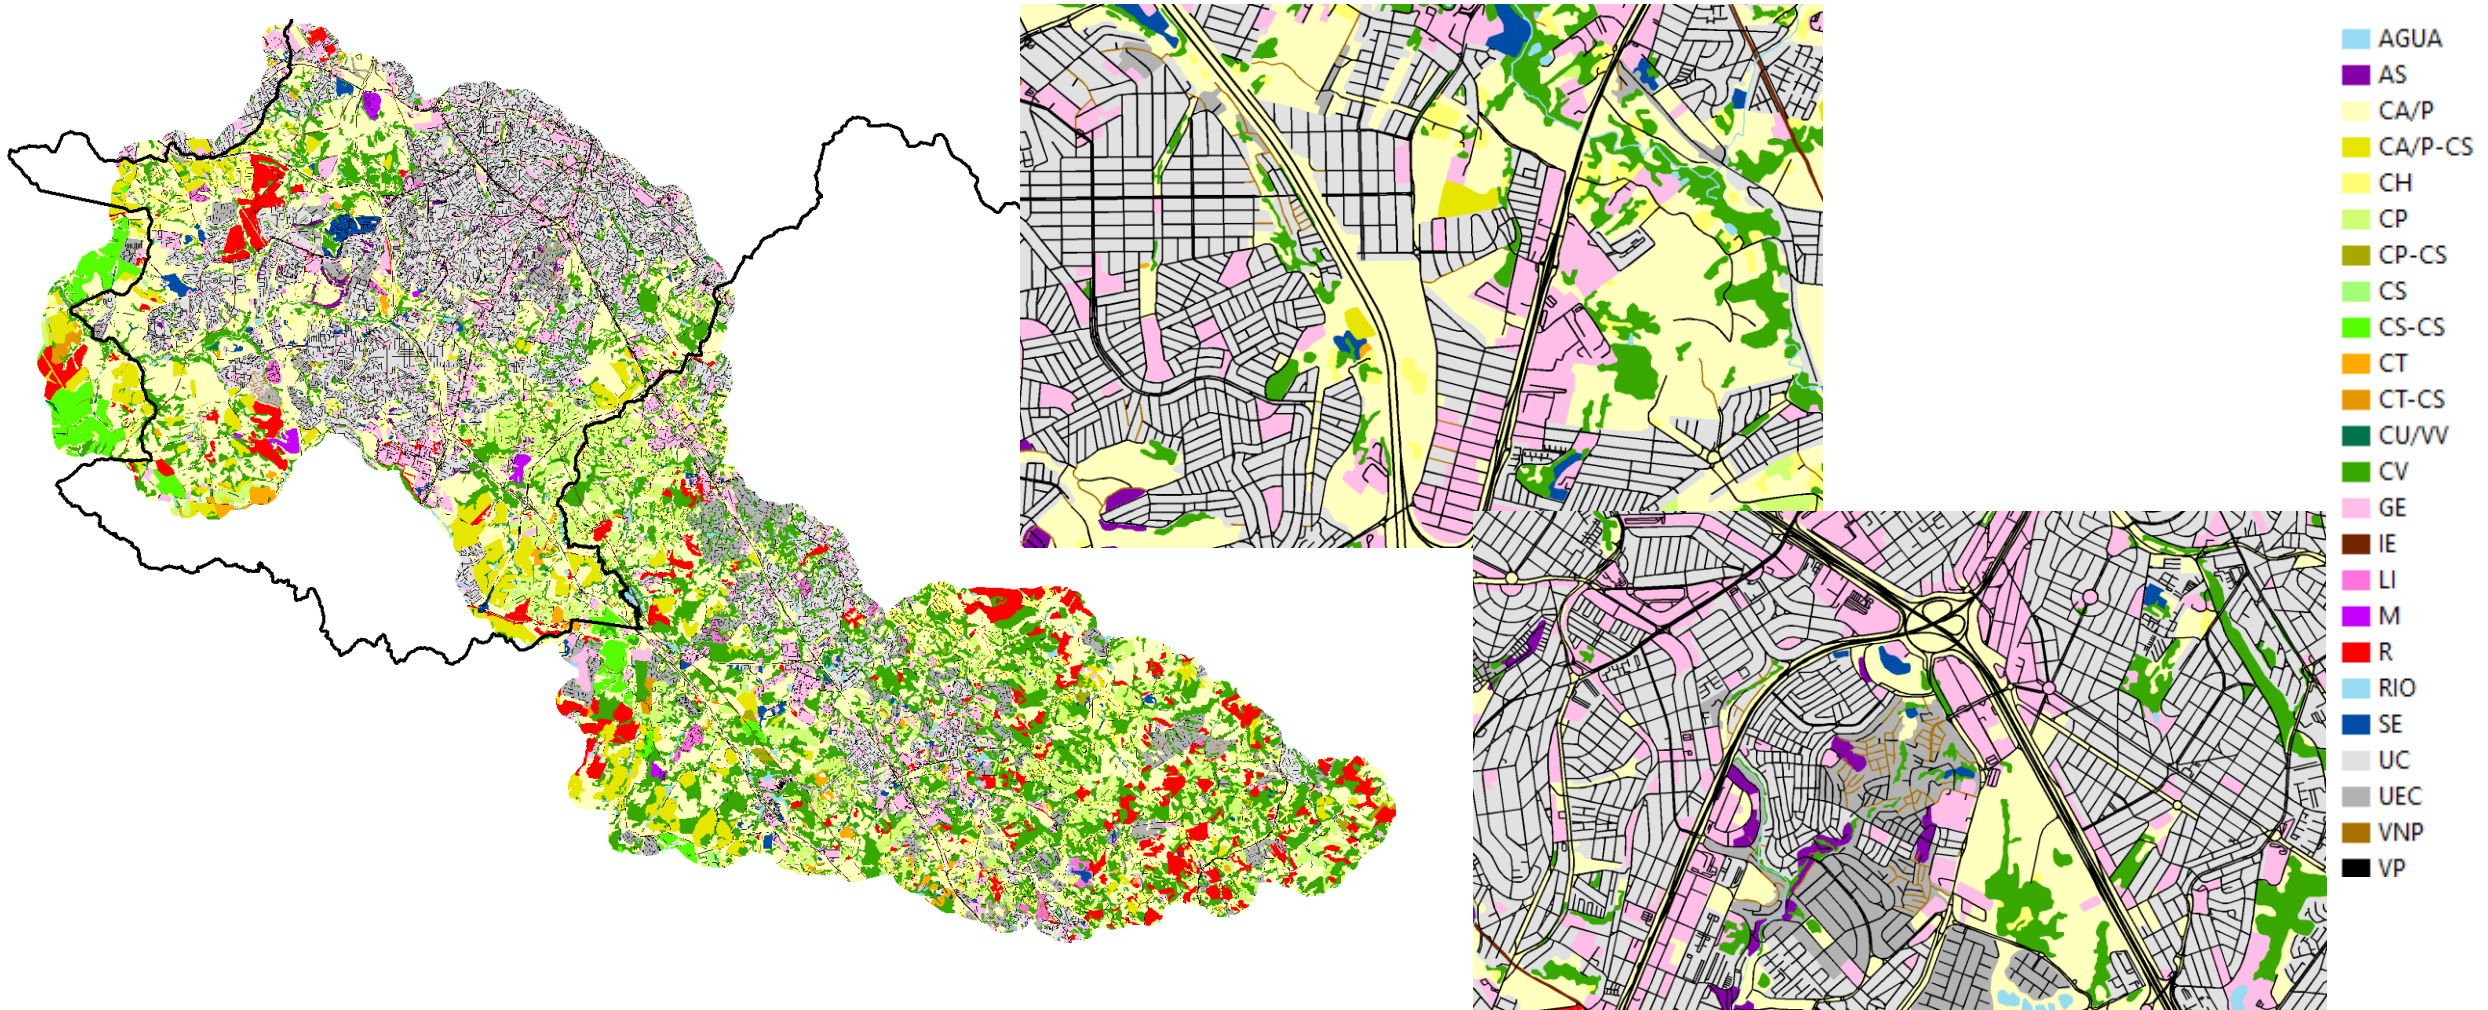 AGUA
AS
CA/P
CA/P-CS
CH
CP
CP-CS
CS
CS-CS
CT
CT-CS
CU/VV
CV
GE
IE
LI
M
R
RIO
SE
UC
UEC
VNP
VP